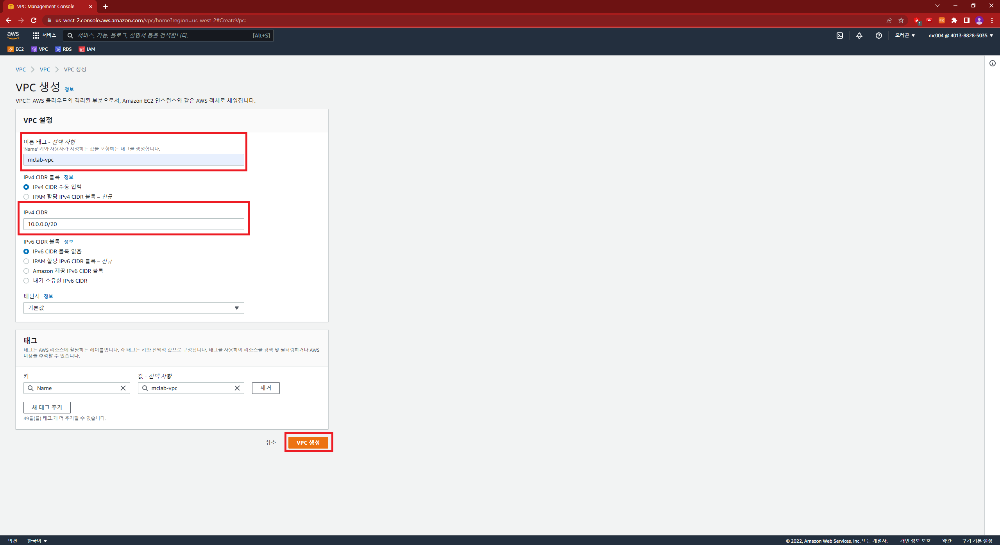 VPC Management Console
us-west-2.console.aws.amazon.com/vpc/home?region=us-west-2#CreateVpc:
1
EX
aws 서비스 서비스, 기능, 블로그, 설명서 등을 검색합니다. [Alt+S] 오레곤 mc004 @ 4013-8828-5035
EC2 VPC RDS IAM
VPC VPC VPC 생성
VPC 생성 정보
VPC는 AWS 클라우드의 격리된 부분으로서, Amazon EC2 인스턴스와 같은 AWS 객체로 채워집니다.
VPC 설정
이름 태그 - 선택 사항
'Name' 키와 사용자가 지정하는 값을 포함하는 태그를 생성합니다.
mclab-vpc
IPv4 CIDR 블록 정보
IPv4 CIDR 수동 입력
IPAM 할당 IPv4 CIDR 블록 – 신규
IPv4 CIDR
10.0.0.0/20
IPv6 CIDR 블록 정보
IPv6 CIDR 블록 없음
IPAM 할당 IPv6 CIDR 블록 – 신규
Amazon 제공 IPv6 CIDR 블록
내가 소유한 IPv6 CIDR
테넌시 정보
기본값
태그
태그는 AWS 리소스에 할당하는 레이블입니다. 각 태그는 키와 선택적 값으로 구성됩니다. 태그를 사용하여 리소스를 검색 및 필터링하거나 AWS
비용을 추적할 수 있습니다.
키 값 - 선택 사항
Name mclab-vpc 제거
새 태그 추가
49을(를) 태그.개 더 추가할 수 있습니다.
취소 VPC 생성
의견 한국어 © 2022, Amazon Web Services, Inc. 또는 계열사. 개인 정보 보호 약관 쿠키 기본 설정